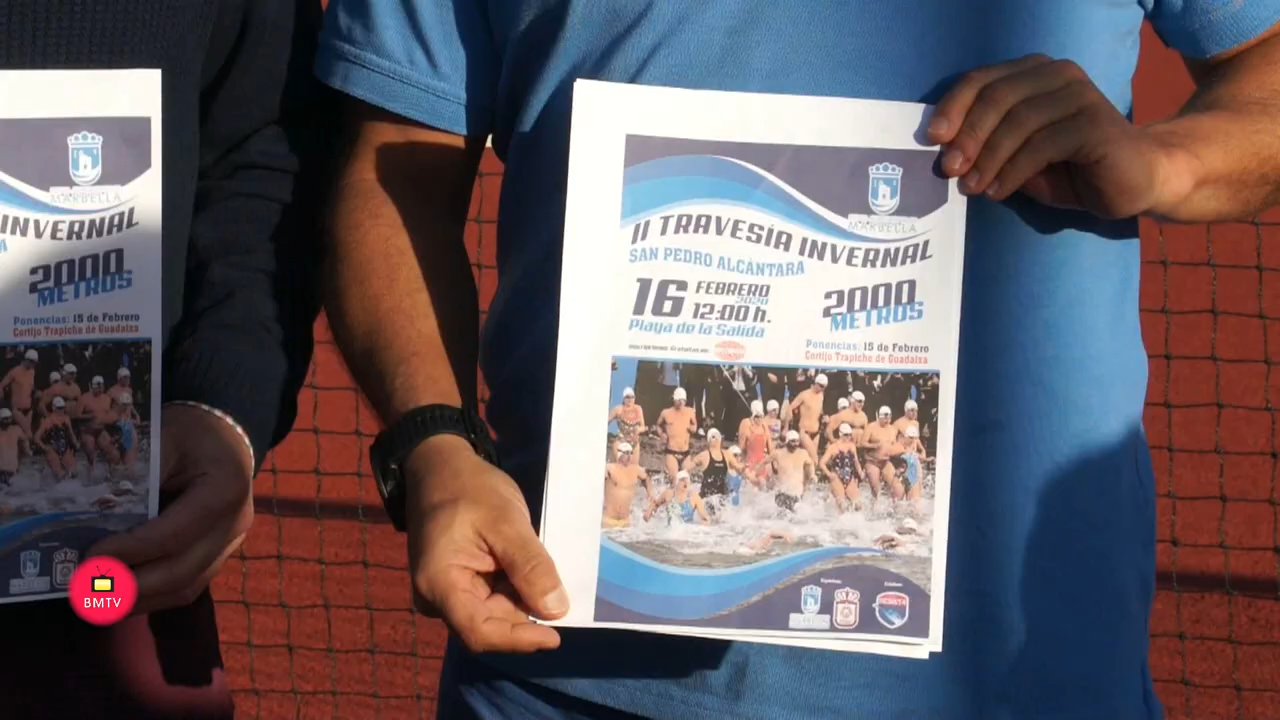 MARBELLA
INVERNAL
2000
METROS
Ponencias: 15 de Febrero
Cortijo Trapiche de Guadaiza
BMTV
MARBELLA
II TRAVESÍA INVERNAL
SAN PEDRO ALCÁNTARA
16 FEBRERO
2020
12:00 h.
Playa de la Salida
2000
METROS
Ponencias: 15 de Febrero
Cortijo Trapiche de Guadaiza